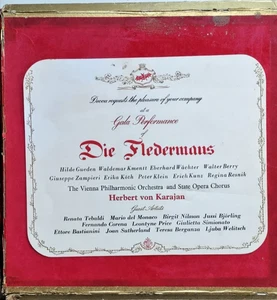 Decca requests the pleasure of your company
at a
Gala Performance
of
Die Fledermaus
Hilde Gueden Waldemar Kmentt Eberhard Wächter Walter Berry
Giuseppe Zampieri Erika Köth Peter Klein Erich Kunz Regina Resnik
The Vienna Philharmonic Orchestra and State Opera Chorus
Herbert von Karajan
Guest Artists
Renata Tebaldi Mario del Monaco Birgit Nilsson Jussi Björling
Fernando Corena Leontyne Price Giulietta Simionato
Ettore Bastianini Joan Sutherland Teresa Berganza Ljuba Welitsch